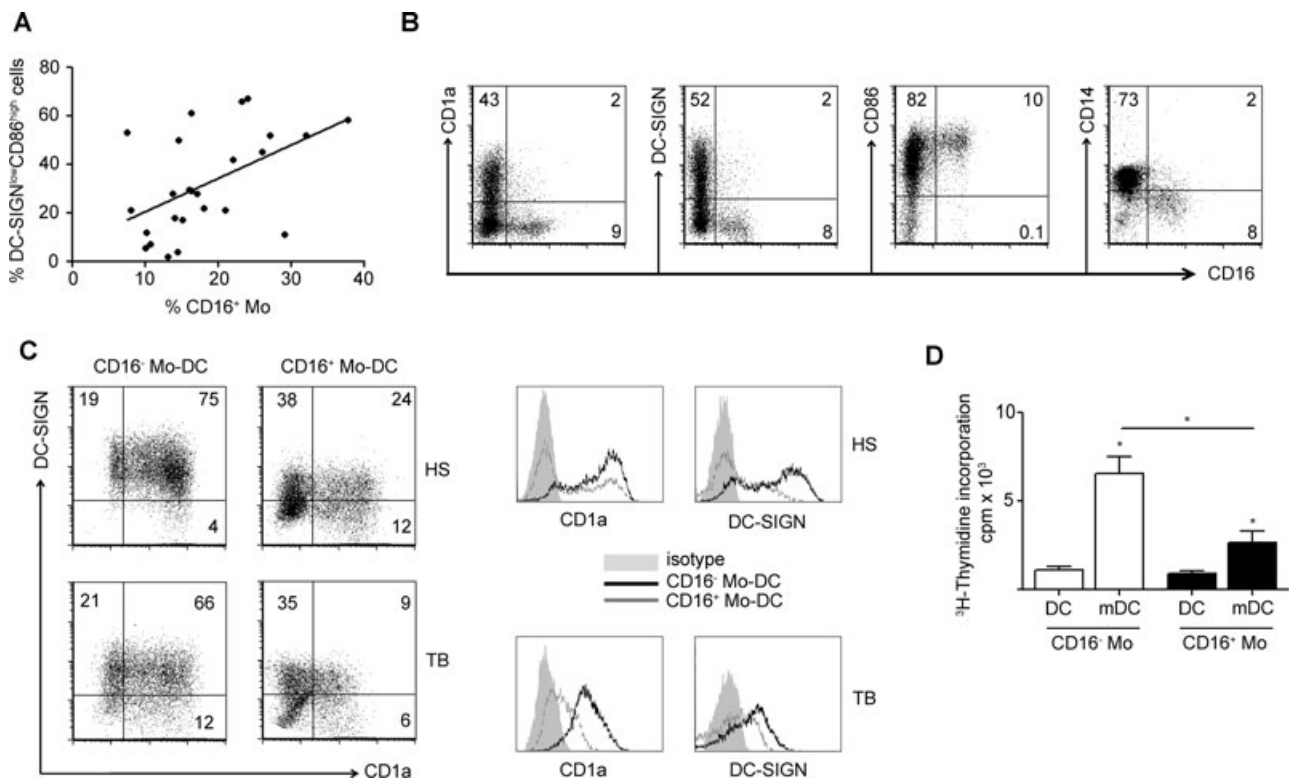 A
% DC-SIGN^low CD86^high cells
80
60
40
20
0
0
10
20
30
40
% CD16⁺ Mo
B
CD1a
43
2
9
DC-SIGN
52
2
8
CD86
82
10
0.1
CD14
73
2
8
CD16
C
CD16⁻ Mo-DC
CD16⁺ Mo-DC
DC-SIGN
19
75
4
38
24
12
HS
21
66
12
35
9
6
TB
CD1a
CD1a
DC-SIGN
HS
isotype
CD16⁻ Mo-DC
CD16⁺ Mo-DC
CD1a
DC-SIGN
TB
D
³H-Thymidine incorporation
cpm x 10³
10
5
*
*
*
DC
mDC
DC
mDC
CD16⁻ Mo
CD16⁺ Mo